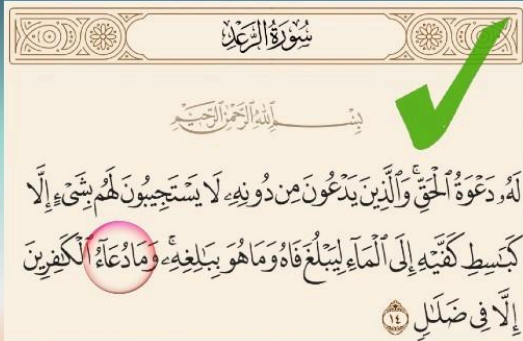 سُورَةُ الرَّعْدِ
بِسْمِ ٱللَّهِ ٱلرَّحْمَٰنِ ٱلرَّحِيمِ
لَهُۥ دَعْوَةُ ٱلْحَقِّۖ وَٱلَّذِينَ يَدْعُونَ مِن دُونِهِۦ لَا يَسْتَجِيبُونَ لَهُم بِشَىْءٍ إِلَّا
كَبَـٰسِطِ كَفَّيْهِ إِلَى ٱلْمَآءِ لِيَبْلُغَ فَاهُ وَمَا هُوَ بِبَـٰلِغِهِۦۚ وَمَا دُعَآءُ ٱلْكَـٰفِرِينَ
إِلَّا فِى ضَلَـٰلٍ ١٤